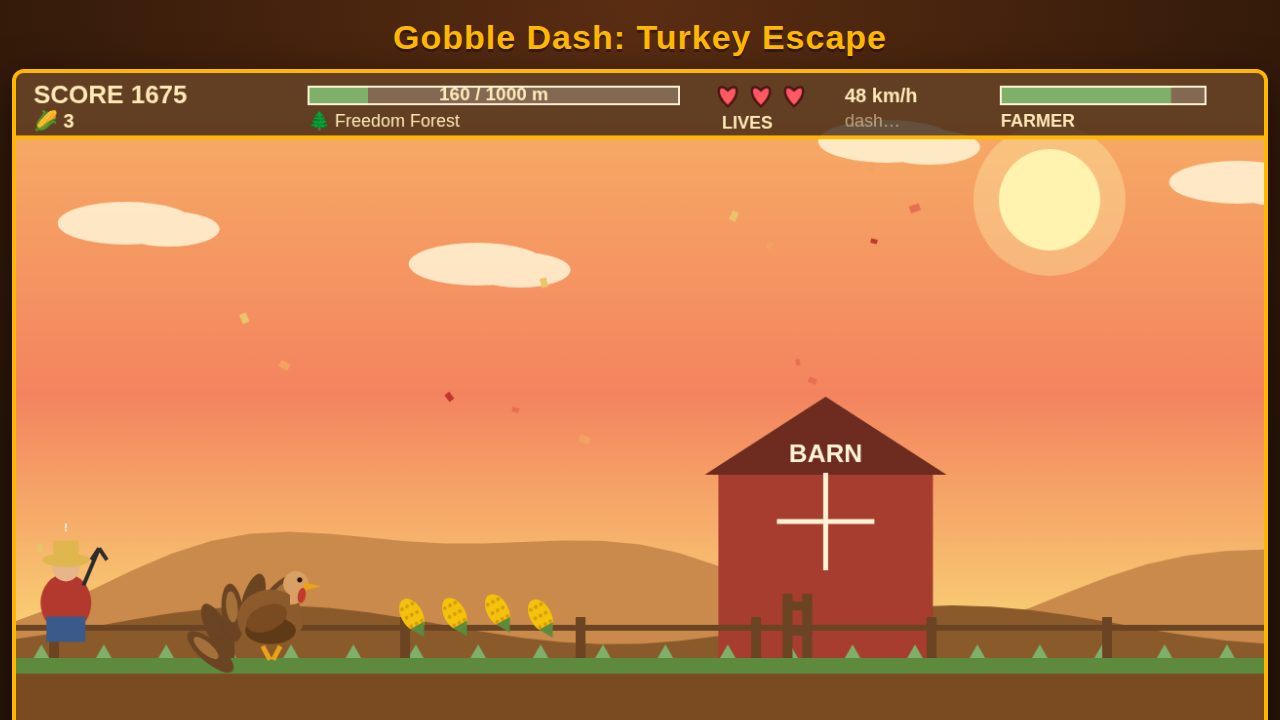 Gobble Dash: Turkey Escape
SCORE 1675
🌽 3
160 / 1000 m
🌲 Freedom Forest
LIVES
48 km/h
dash...
FARMER
BARN
!